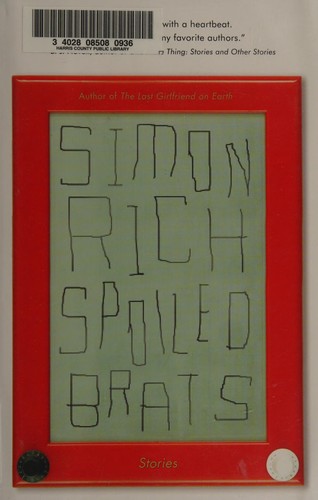 with a heartbeat.
3 4028 08508 0936
HARRIS COUNTY PUBLIC LIBRARY
my favorite authors."
rs Thing: Stories and Other Stories
Author of The Last Girlfriend on Earth
SIMON
RICH
SPOILED
BRATS
Stories